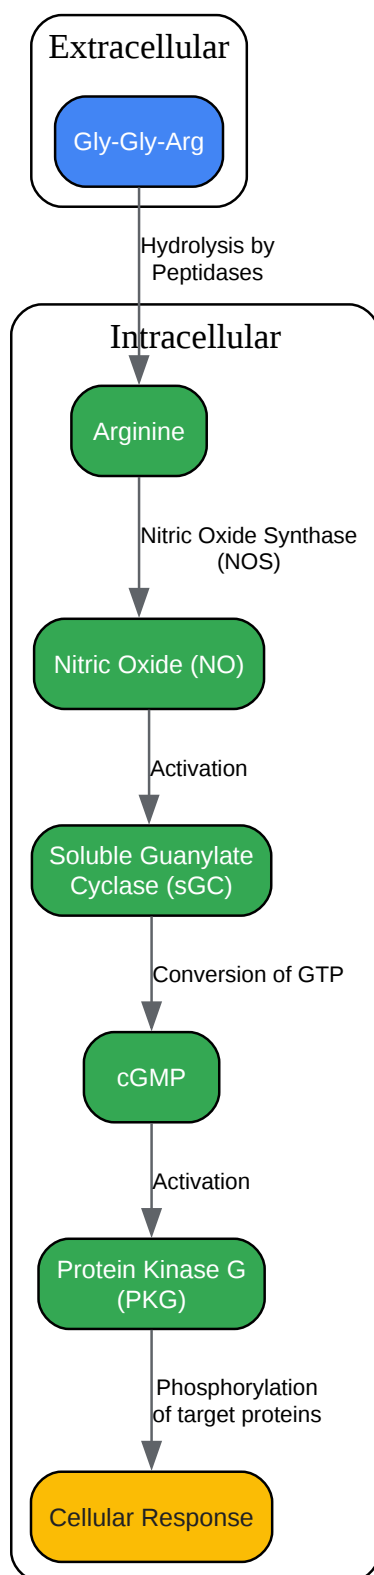 Extracellular
Gly-Gly-Arg
Hydrolysis by
Peptidases
Intracellular
Arginine
Nitric Oxide Synthase
(NOS)
Nitric Oxide (NO)
Activation
Soluble Guanylate
Cyclase (sGC)
Conversion of GTP
cGMP
Activation
Protein Kinase G
(PKG)
Phosphorylation
of target proteins
Cellular Response